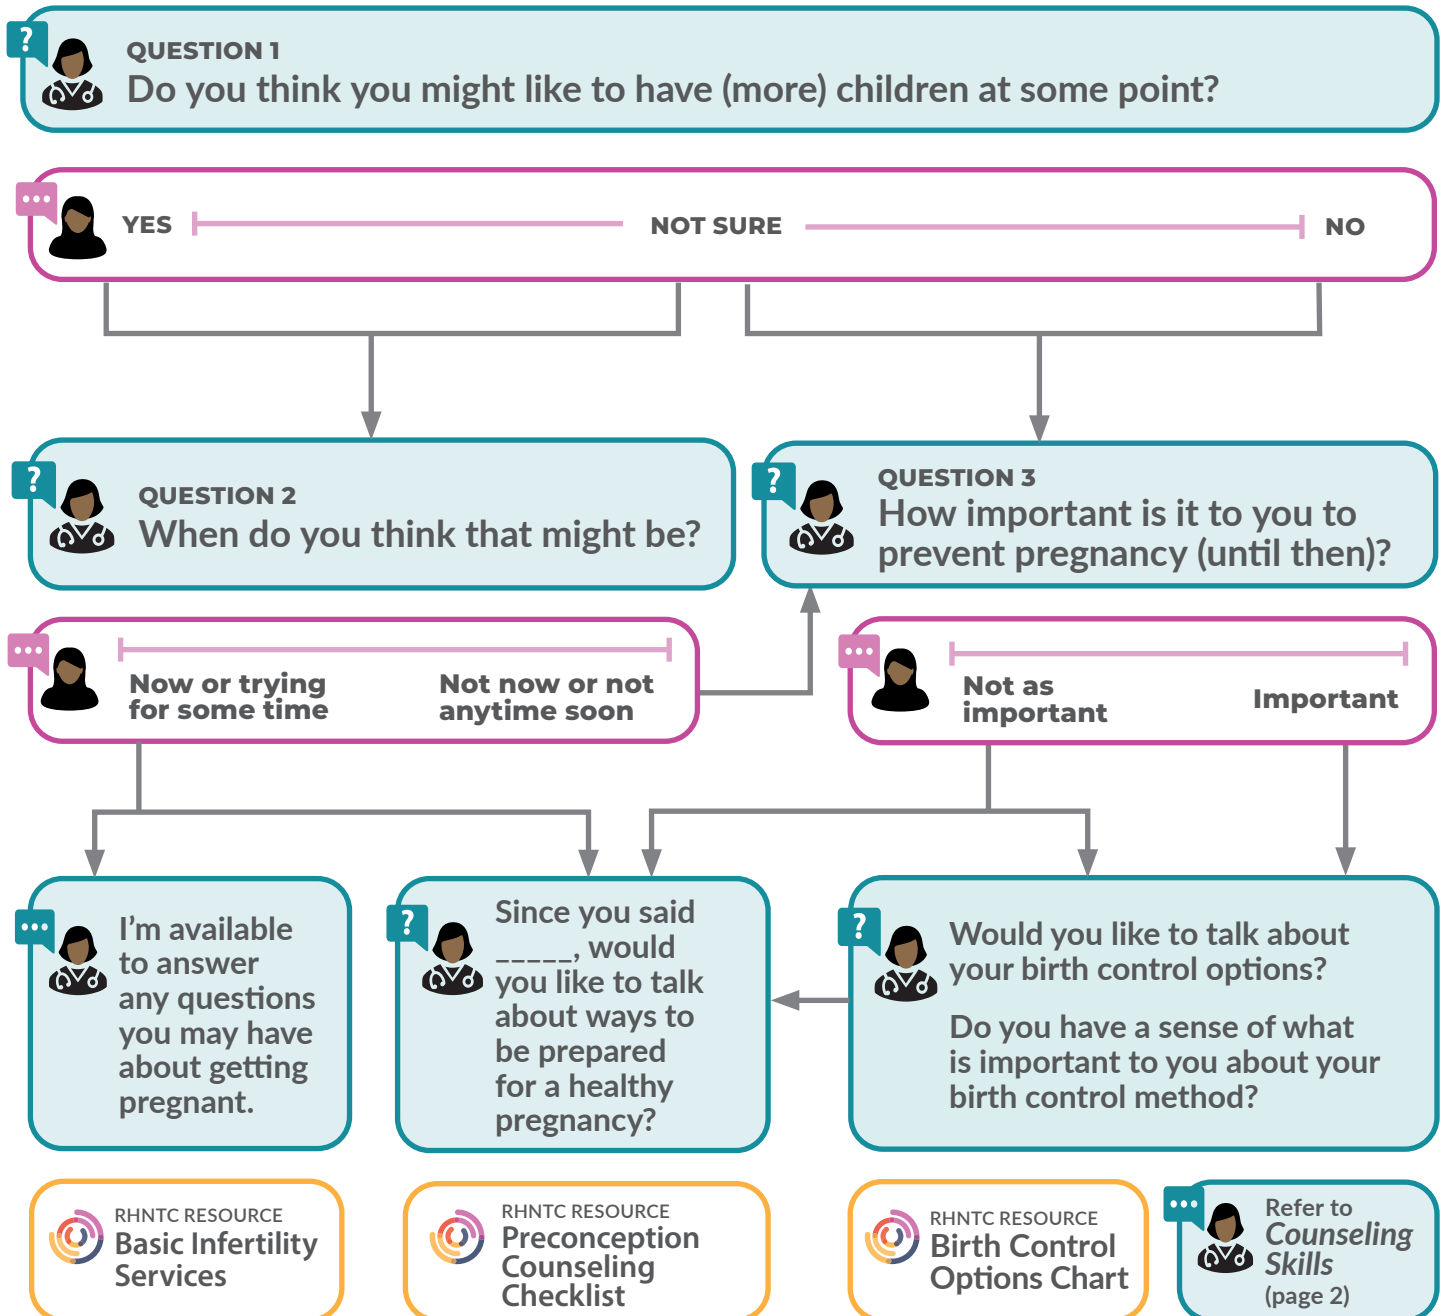 ?
QUESTION 1
Do you think you might like to have (more) children at some point?
YES
NOT SURE
NO
?
QUESTION 2
When do you think that might be?
?
QUESTION 3
How important is it to you to
prevent pregnancy (until then)?
Now or trying
for some time
Not now or not
anytime soon
Not as
important
Important
I’m available
to answer
any questions
you may have
about getting
pregnant.
?
Since you said
_____, would
you like to talk
about ways to
be prepared
for a healthy
pregnancy?
?
Would you like to talk about
your birth control options?
Do you have a sense of what
is important to you about your
birth control method?
RHNTC RESOURCE
Basic Infertility
Services
RHNTC RESOURCE
Preconception
Counseling
Checklist
RHNTC RESOURCE
Birth Control
Options Chart
Refer to
Counseling
Skills
(page 2)